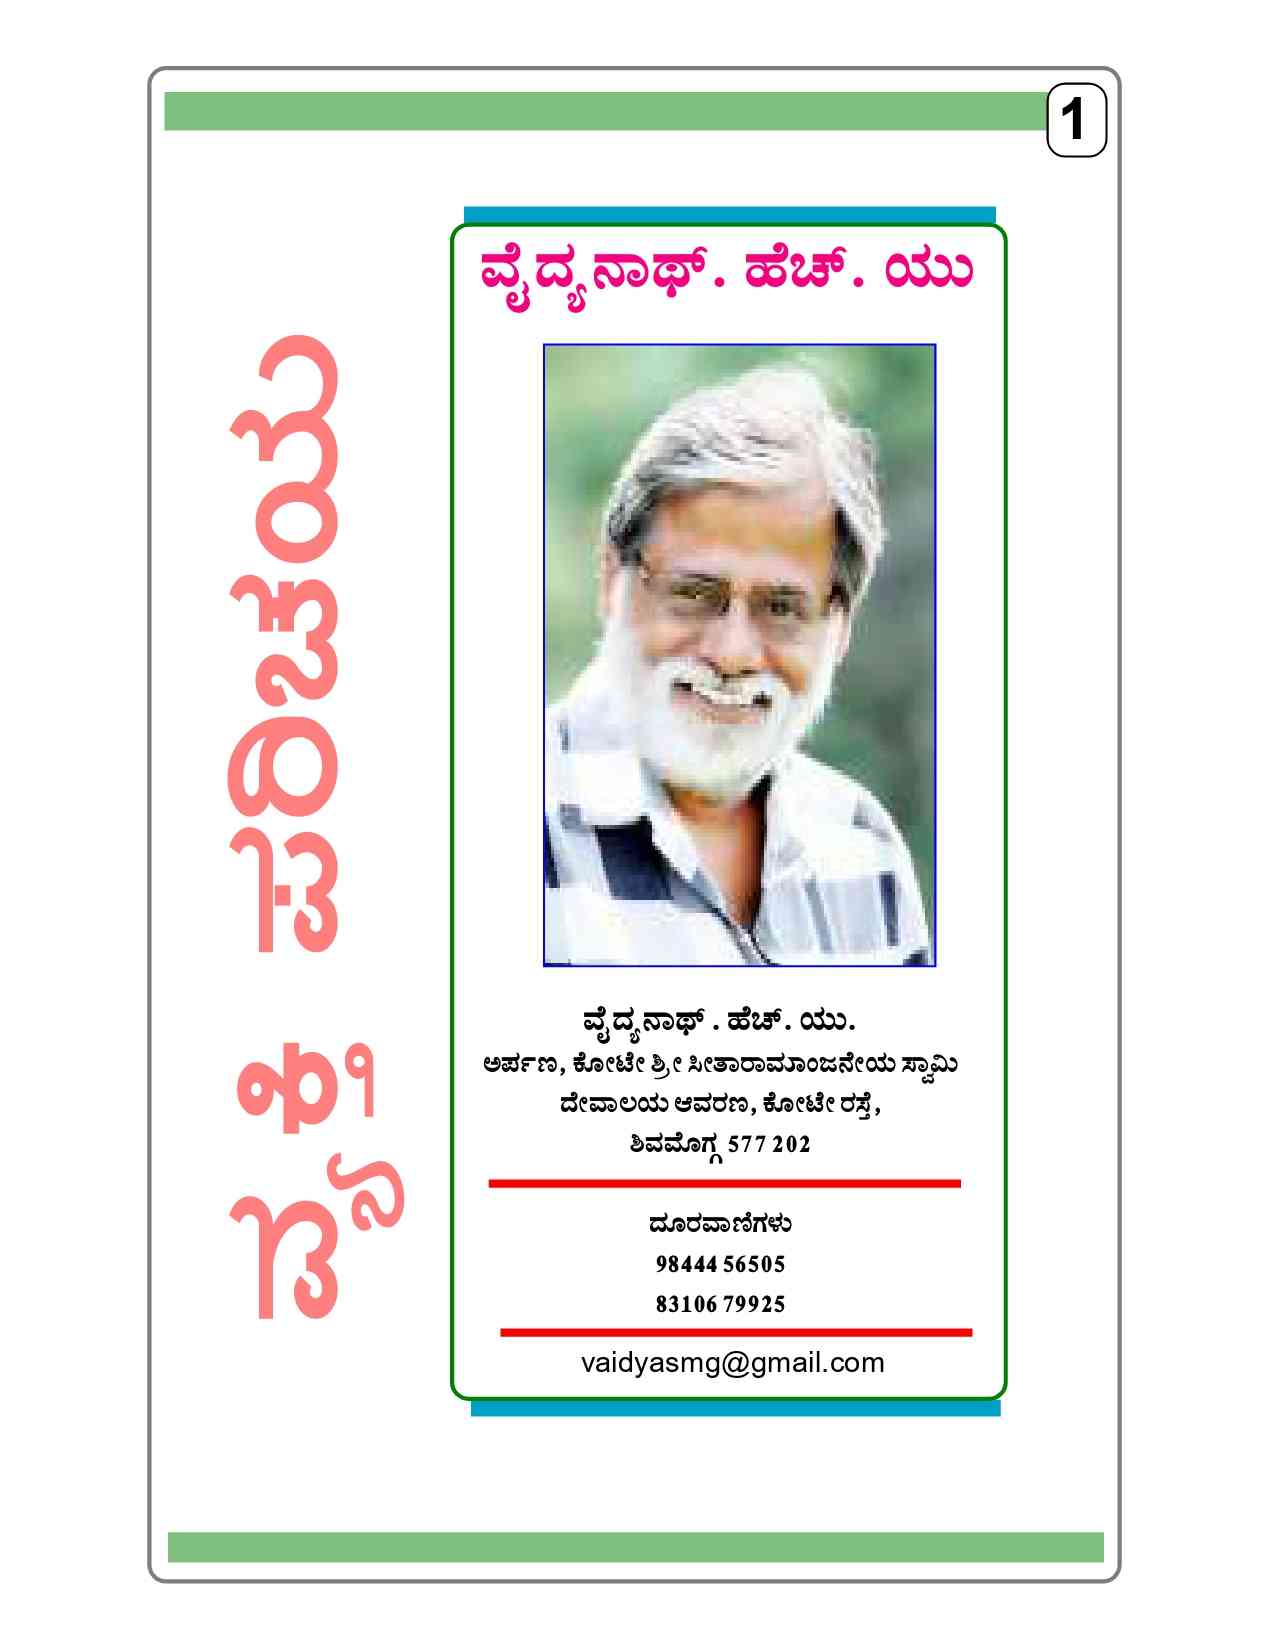 1
ವ್ಯಕ್ತಿ ಪರಿಚಯ
ವೈದ್ಯನಾಥ್. ಹೆಚ್. ಯು
ವೈದ್ಯನಾಥ್ . ಹೆಚ್. ಯು.
ಅರ್ಪಣ, ಕೋಟೇ ಶ್ರೀ ಸೀತಾರಾಮಾಂಜನೇಯ ಸ್ವಾಮಿ
ದೇವಾಲಯ ಆವರಣ, ಕೋಟೇ ರಸ್ತೆ,
ಶಿವಮೊಗ್ಗ 577 202
ದೂರವಾಣಿಗಳು
98444 56505
83106 79925
vaidyasmg@gmail.com